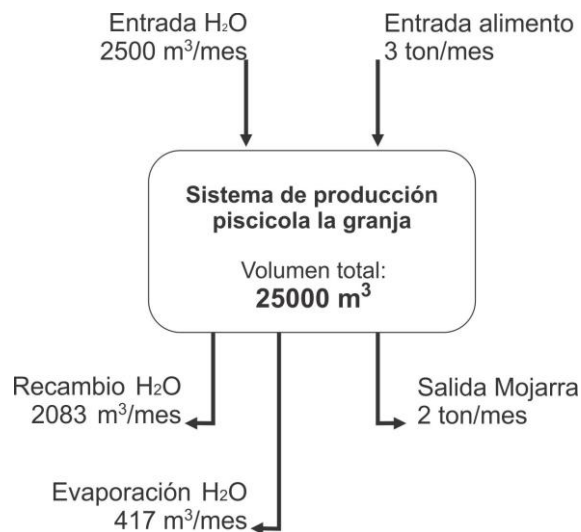 Entrada H₂O
2500 m³/mes
Entrada alimento
3 ton/mes
Sistema de producción
piscicola la granja
Volumen total:
25000 m³
Recambio H₂O
2083 m³/mes
Salida Mojarra
2 ton/mes
Evaporación H₂O
417 m³/mes